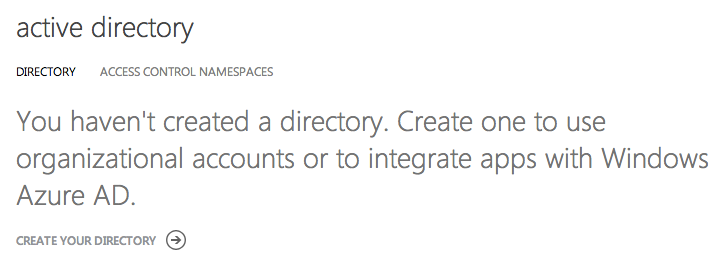 active directory
DIRECTORY ACCESS CONTROL NAMESPACES
You haven't created a directory. Create one to use
organizational accounts or to integrate apps with Windows
Azure AD.
CREATE YOUR DIRECTORY